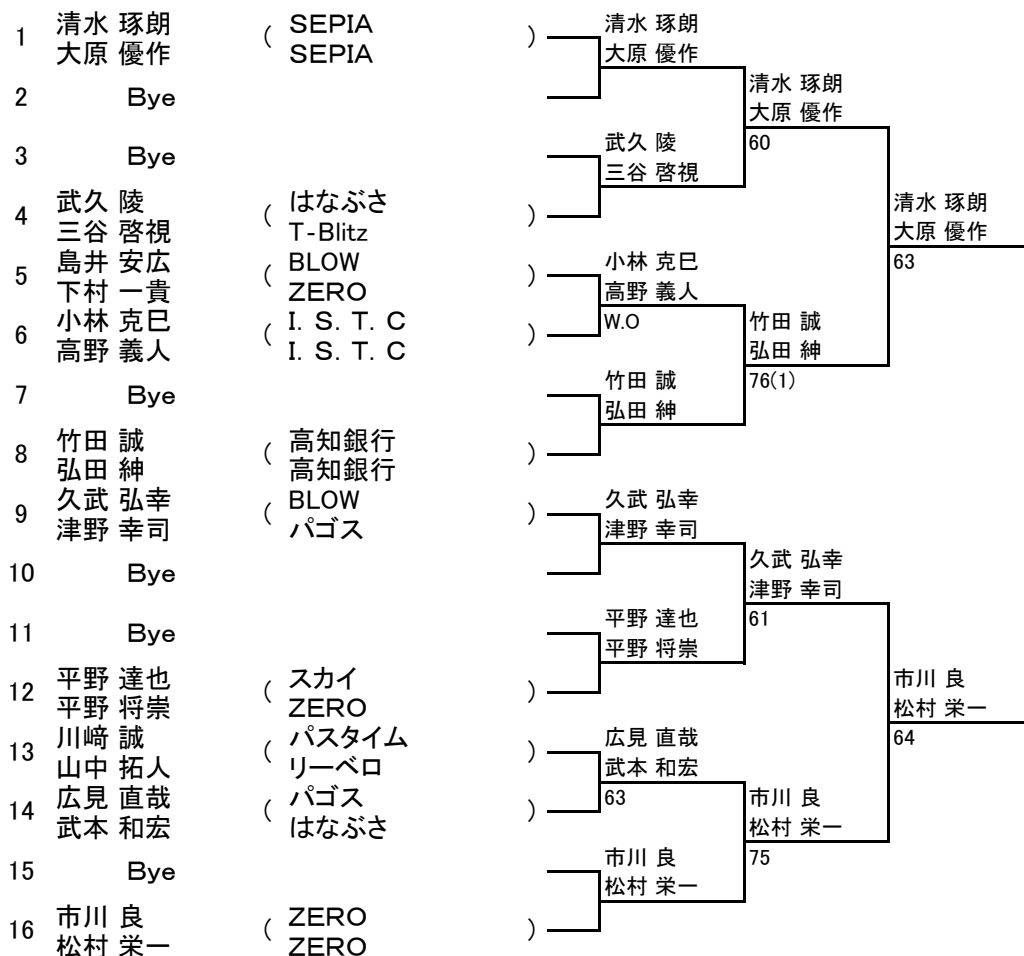 1 清水 琢朗 ( SEPIA )
大原 優作 SEPIA
2 Bye
3 Bye
4 武久 陵 ( はなぶさ )
三谷 啓視 T-Blitz
5 島井 安広 ( BLOW )
下村 一貴 ZERO
6 小林 克巳 ( I. S. T. C )
高野 義人 I. S. T. C
7 Bye
8 竹田 誠 ( 高知銀行 )
弘田 紳 高知銀行
9 久武 弘幸 ( BLOW )
津野 幸司 パゴス
10 Bye
11 Bye
12 平野 達也 ( スカイ )
平野 将崇 ZERO
13 川﨑 誠 ( パスタイム )
山中 拓人 リーベロ
14 広見 直哉 ( パゴス )
武本 和宏 はなぶさ
15 Bye
16 市川 良 ( ZERO )
松村 栄一 ZERO
清水 琢朗
大原 優作
武久 陵
三谷 啓視
小林 克巳
高野 義人
W.O
竹田 誠
弘田 紳
久武 弘幸
津野 幸司
平野 達也
平野 将崇
広見 直哉
武本 和宏
63
市川 良
松村 栄一
清水 琢朗
大原 優作
60
竹田 誠
弘田 紳
76(1)
久武 弘幸
津野 幸司
61
市川 良
松村 栄一
75
清水 琢朗
大原 優作
63
市川 良
松村 栄一
64